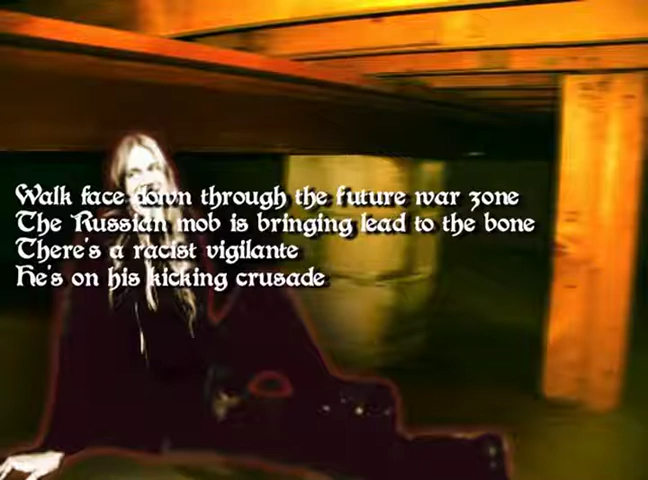 Walk face down through the future war zone
The Russian mob is bringing lead to the bone
There's a racist vigilante
He's on his kicking crusade